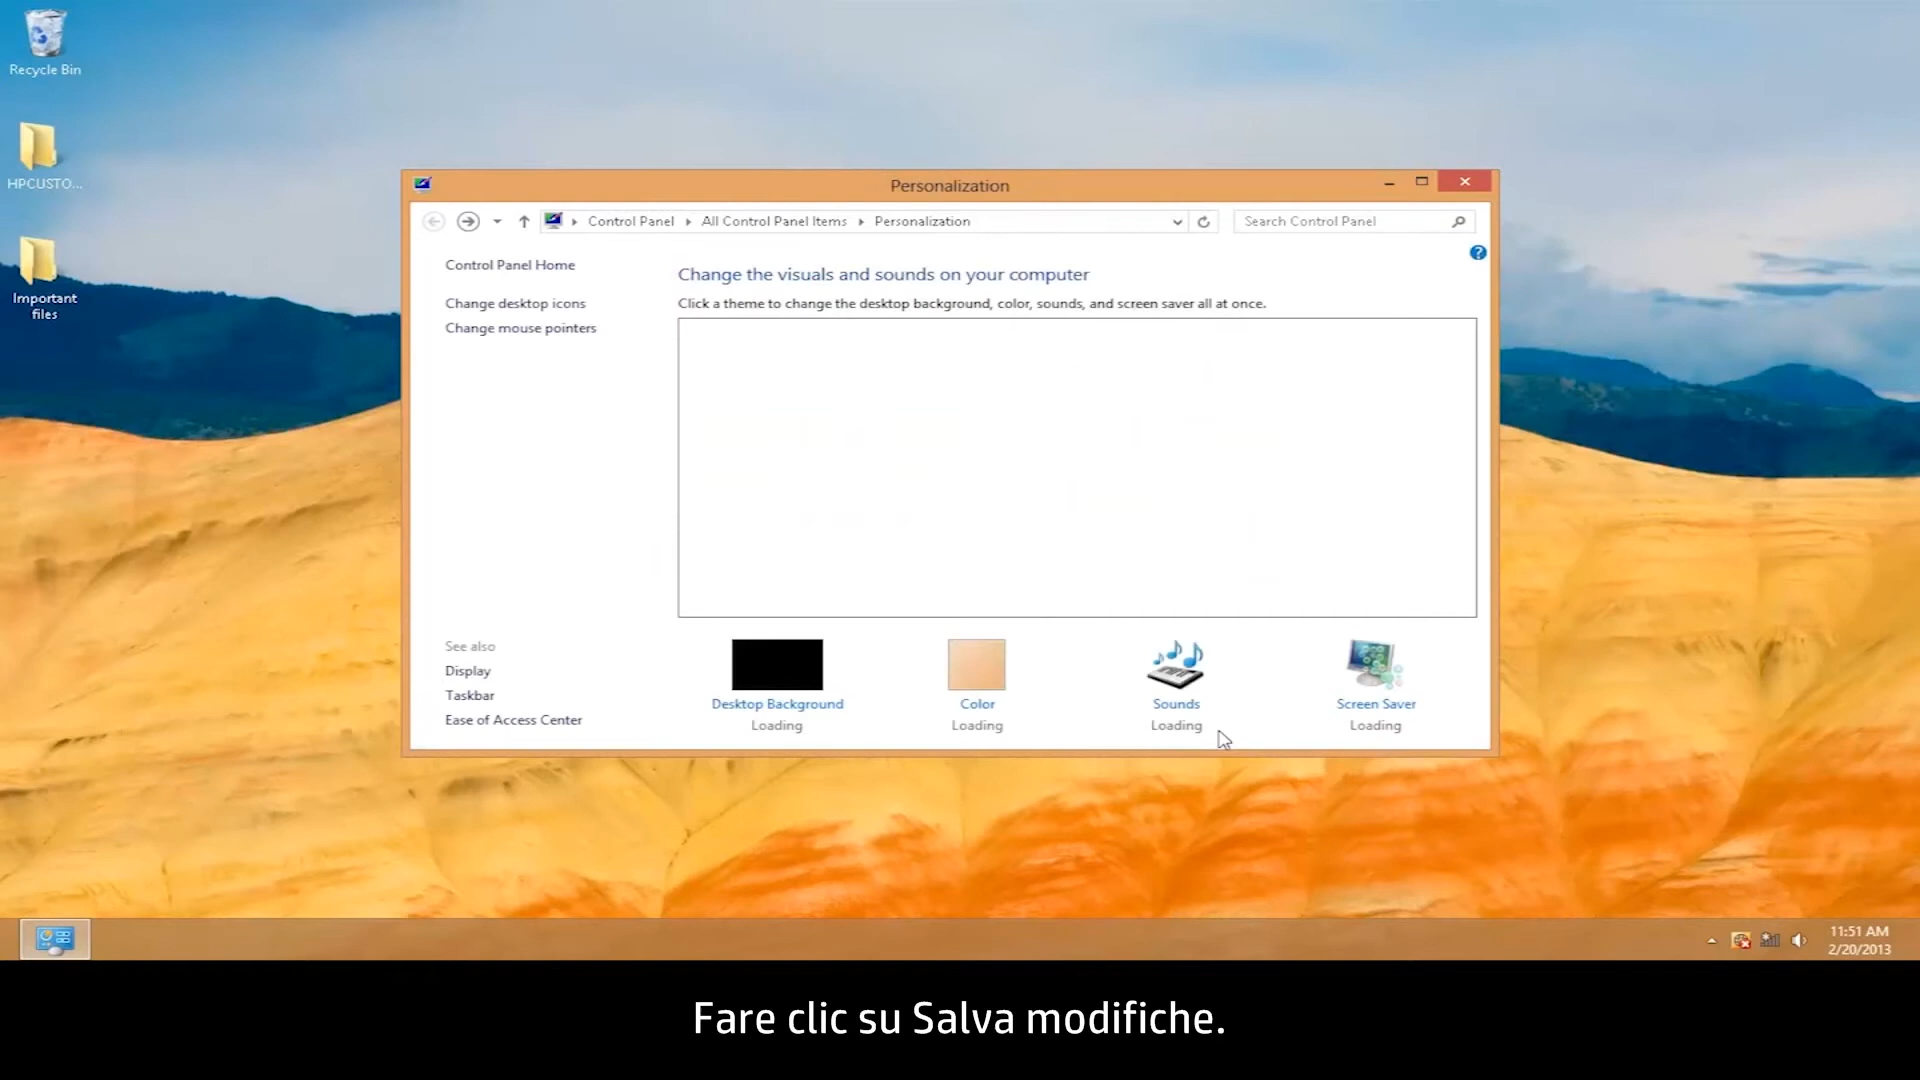 Recycle Bin
HPCUSTO...
Important
files
Personalization
Control Panel
All Control Panel Items
Personalization
Search Control Panel
Control Panel Home
Change desktop icons
Change mouse pointers
Change the visuals and sounds on your computer
Click a theme to change the desktop background, color, sounds, and screen saver all at once.
See also
Display
Taskbar
Ease of Access Center
Desktop Background
Loading
Color
Loading
Sounds
Loading
Screen Saver
Loading
11:51 AM
2/20/2013
Fare clic su Salva modifiche.